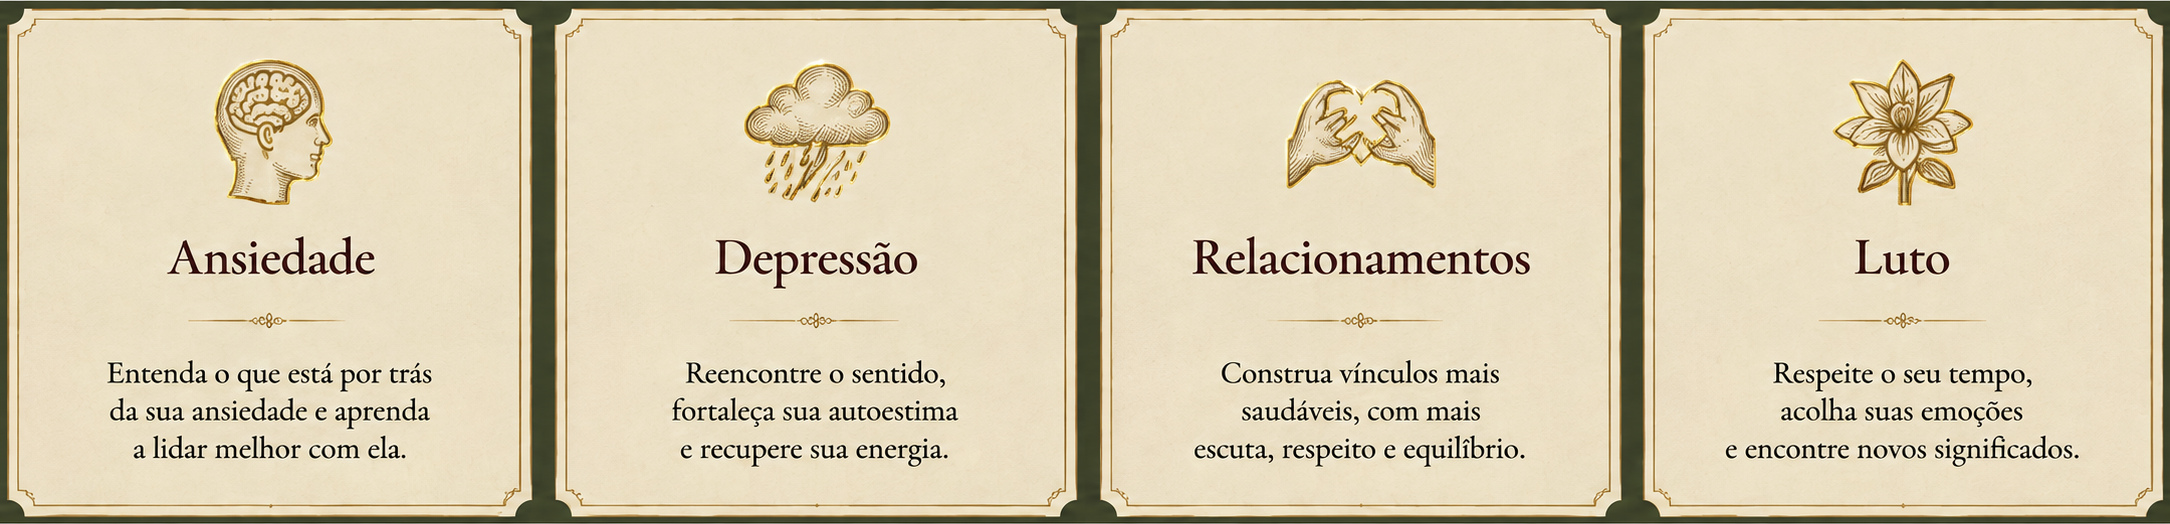 Ansiedade
Entenda o que está por trás
da sua ansiedade e aprenda
a lidar melhor com ela.
Depressão
Reencontre o sentido,
fortaleça sua autoestima
e recupere sua energia.
Relacionamentos
Construa vínculos mais
saudáveis, com mais
escuta, respeito e equilîbrio.
Luto
Respeite o seu tempo,
acolha suas emoções
e encontre novos significados.